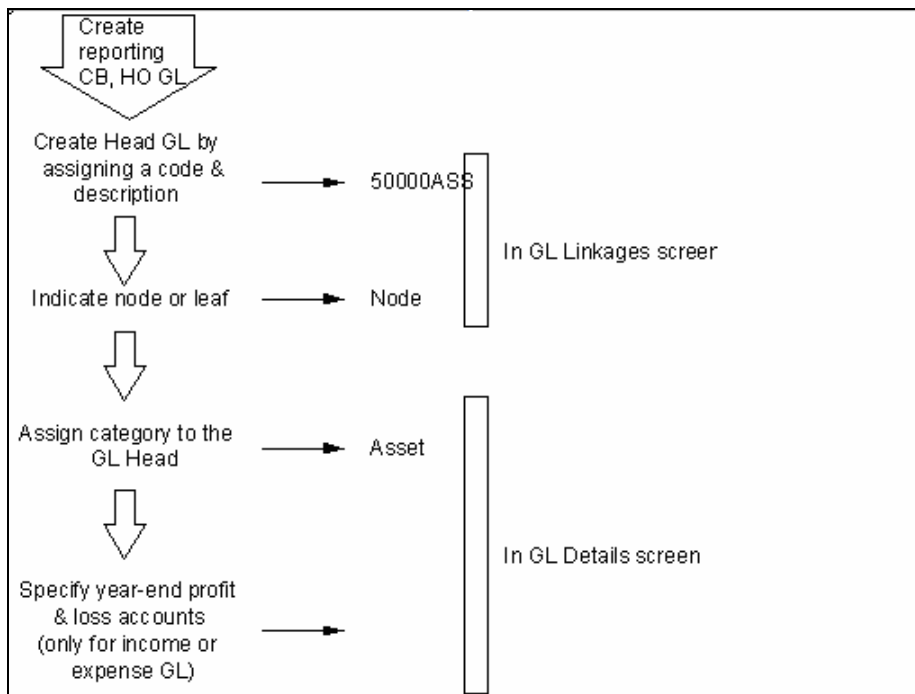 Create
reporting
CB, HO GL
Create Head GL by
assigning a code &
description
50000ASS
In GL Linkages screer
Indicate node or leaf
Node
Assign category to the
GL Head
Asset
In GL Details screen
Specify year-end profit
& loss accounts
(only for income or
expense GL)